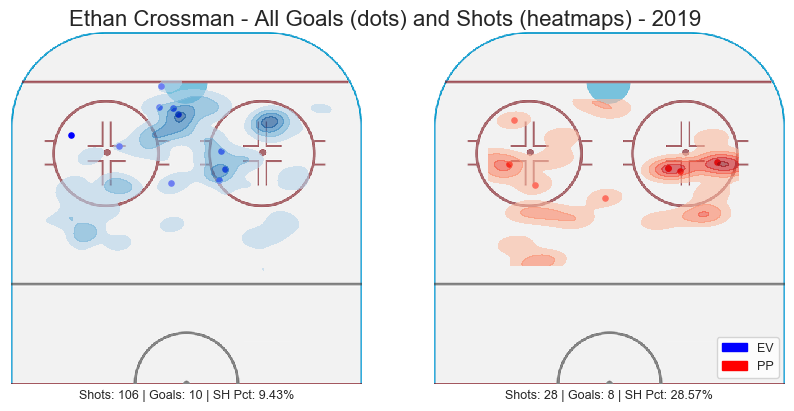 Ethan Crossman - All Goals (dots) and Shots (heatmaps) - 2019
EV
PP
Shots: 106 | Goals: 10 | SH Pct: 9.43%
Shots: 28 | Goals: 8 | SH Pct: 28.57%